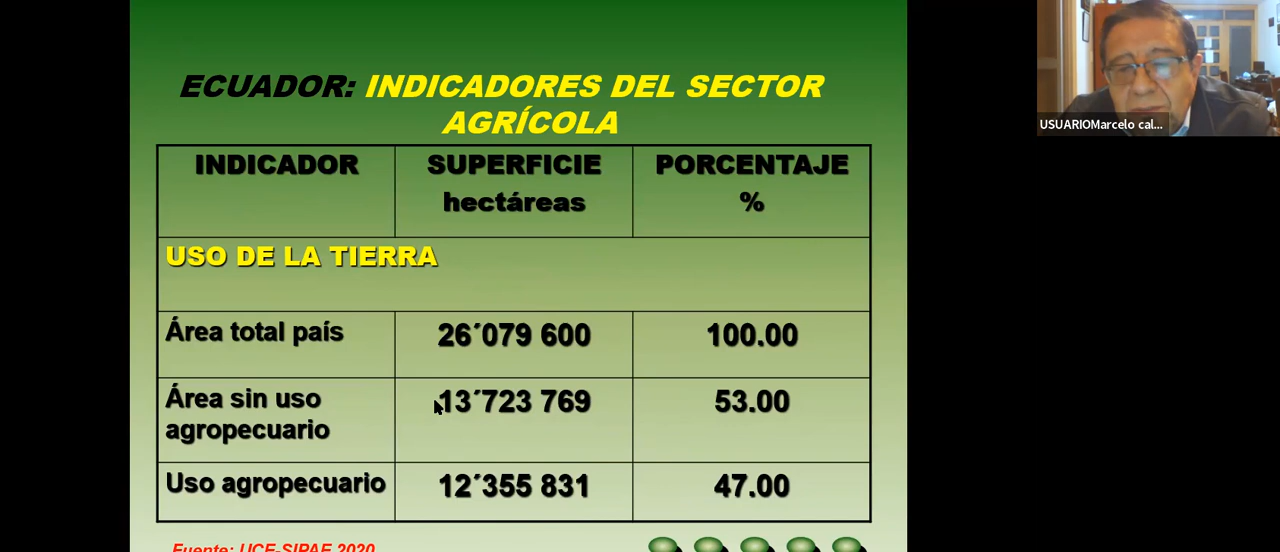 ECUADOR: INDICADORES DEL SECTOR
AGRÍCOLA
INDICADOR
SUPERFICIE
hectáreas
PORCENTAJE
%
USO DE LA TIERRA
Área total país
26´079 600
100.00
Área sin uso
agropecuario
13´723 769
53.00
Uso agropecuario
12´355 831
47.00
Fuente: UCE-SIPAE 2020
USUARIOMarcelo cal...